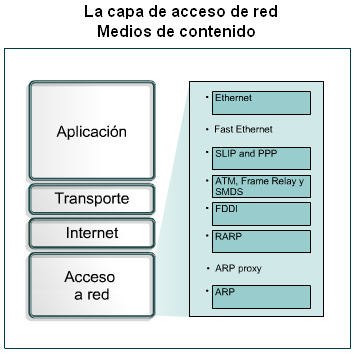 La capa de acceso de red
Medios de contenido
Aplicación
Transporte
Internet
Acceso
a red
• Ethernet
• Fast Ethernet
• SLIP and PPP
• ATM, Frame Relay y
SMDS
• FDDI
• RARP
• ARP proxy
• ARP